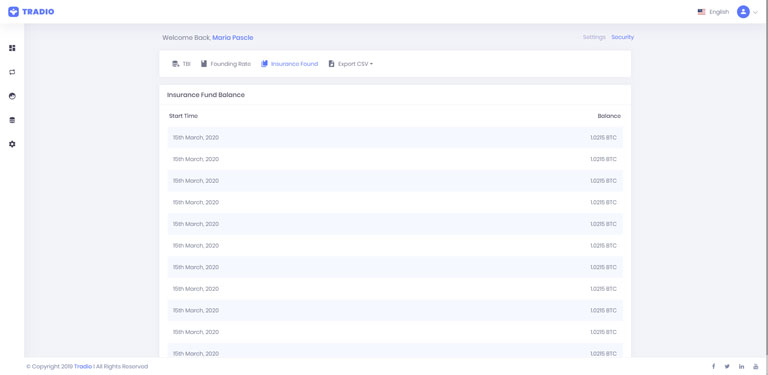 TRADIO
English
Welcome Back, Maria Pascle
Settings Security
TBI Founding Rate Insurance Found Export CSV
Insurance Fund Balance
Start Time Balance
15th March, 2020 1.0215 BTC
15th March, 2020 1.0215 BTC
15th March, 2020 1.0215 BTC
15th March, 2020 1.0215 BTC
15th March, 2020 1.0215 BTC
15th March, 2020 1.0215 BTC
15th March, 2020 1.0215 BTC
15th March, 2020 1.0215 BTC
15th March, 2020 1.0215 BTC
15th March, 2020 1.0215 BTC
15th March, 2020 1.0215 BTC
© Copyright 2019 Tradio I All Rights Reserved